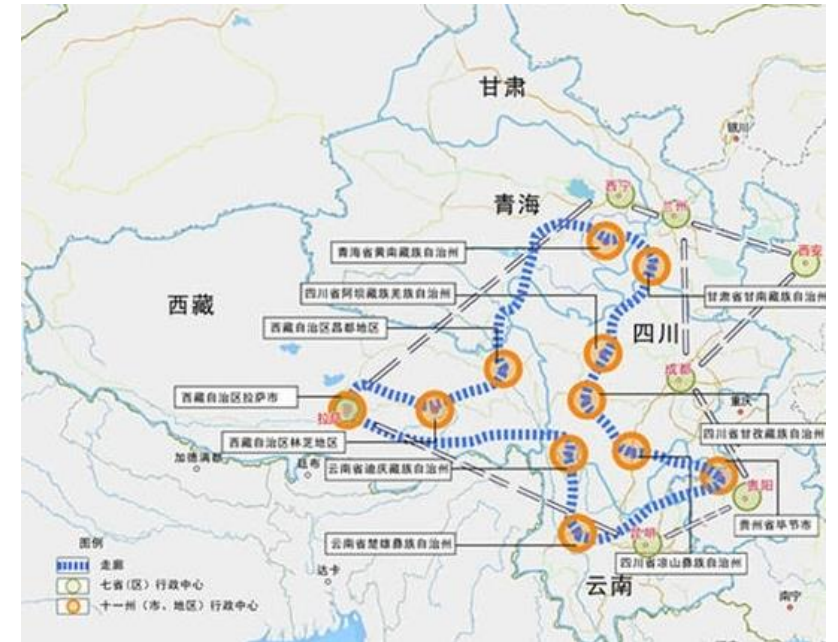 甘肃
银川
西宁
青海
兰州
西安
青海省黄南藏族自治州
四川省阿坝藏族羌族自治州
甘肃省甘南藏族自治州
西藏
西藏自治区昌都地区
四川
成都
重庆
西藏自治区拉萨市
拉萨
四川省甘孜藏族自治州
西藏自治区林芝地区
加德满都
廷布
云南省迪庆藏族自治州
贵阳
贵州省毕节市
云南省楚雄彝族自治州
昆明
四川省凉山彝族自治州
图例
走廊
七省(区)行政中心
十一州(市、地区)行政中心
达卡
云南
南宁